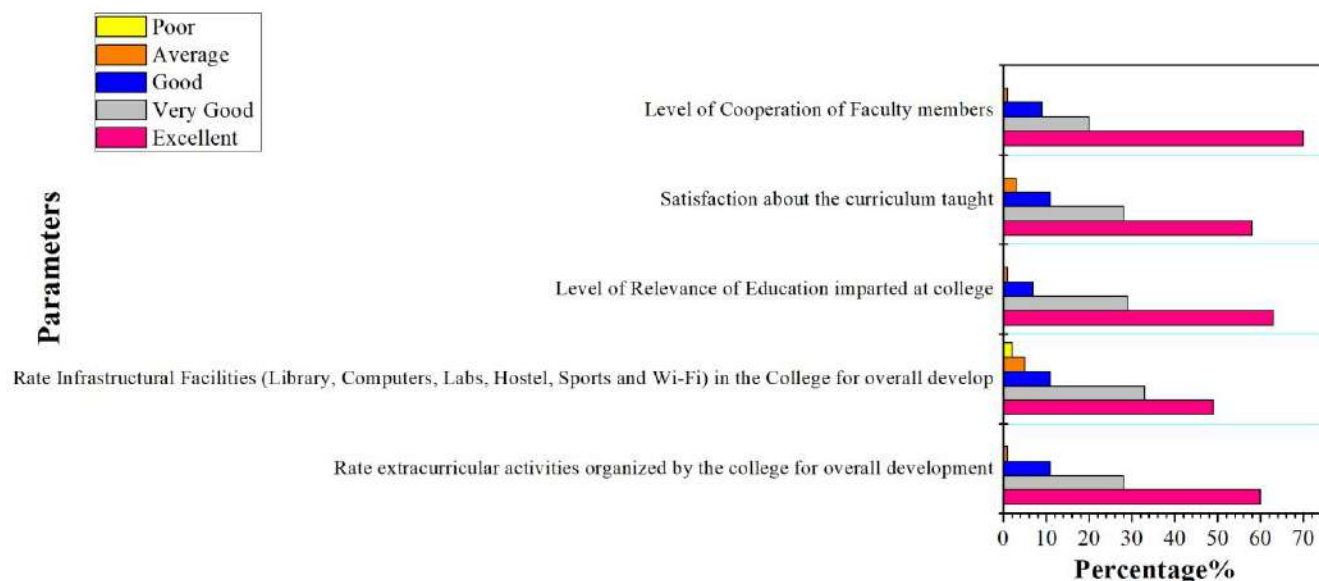 Poor
Average
Good
Very Good
Excellent
Parameters
Level of Cooperation of Faculty members
Satisfaction about the curriculum taught
Level of Relevance of Education imparted at college
Rate Infrastructural Facilities (Library, Computers, Labs, Hostel, Sports and Wi-Fi) in the College for overall develop
Rate extracurricular activities organized by the college for overall development
0 10 20 30 40 50 60 70
Percentage%